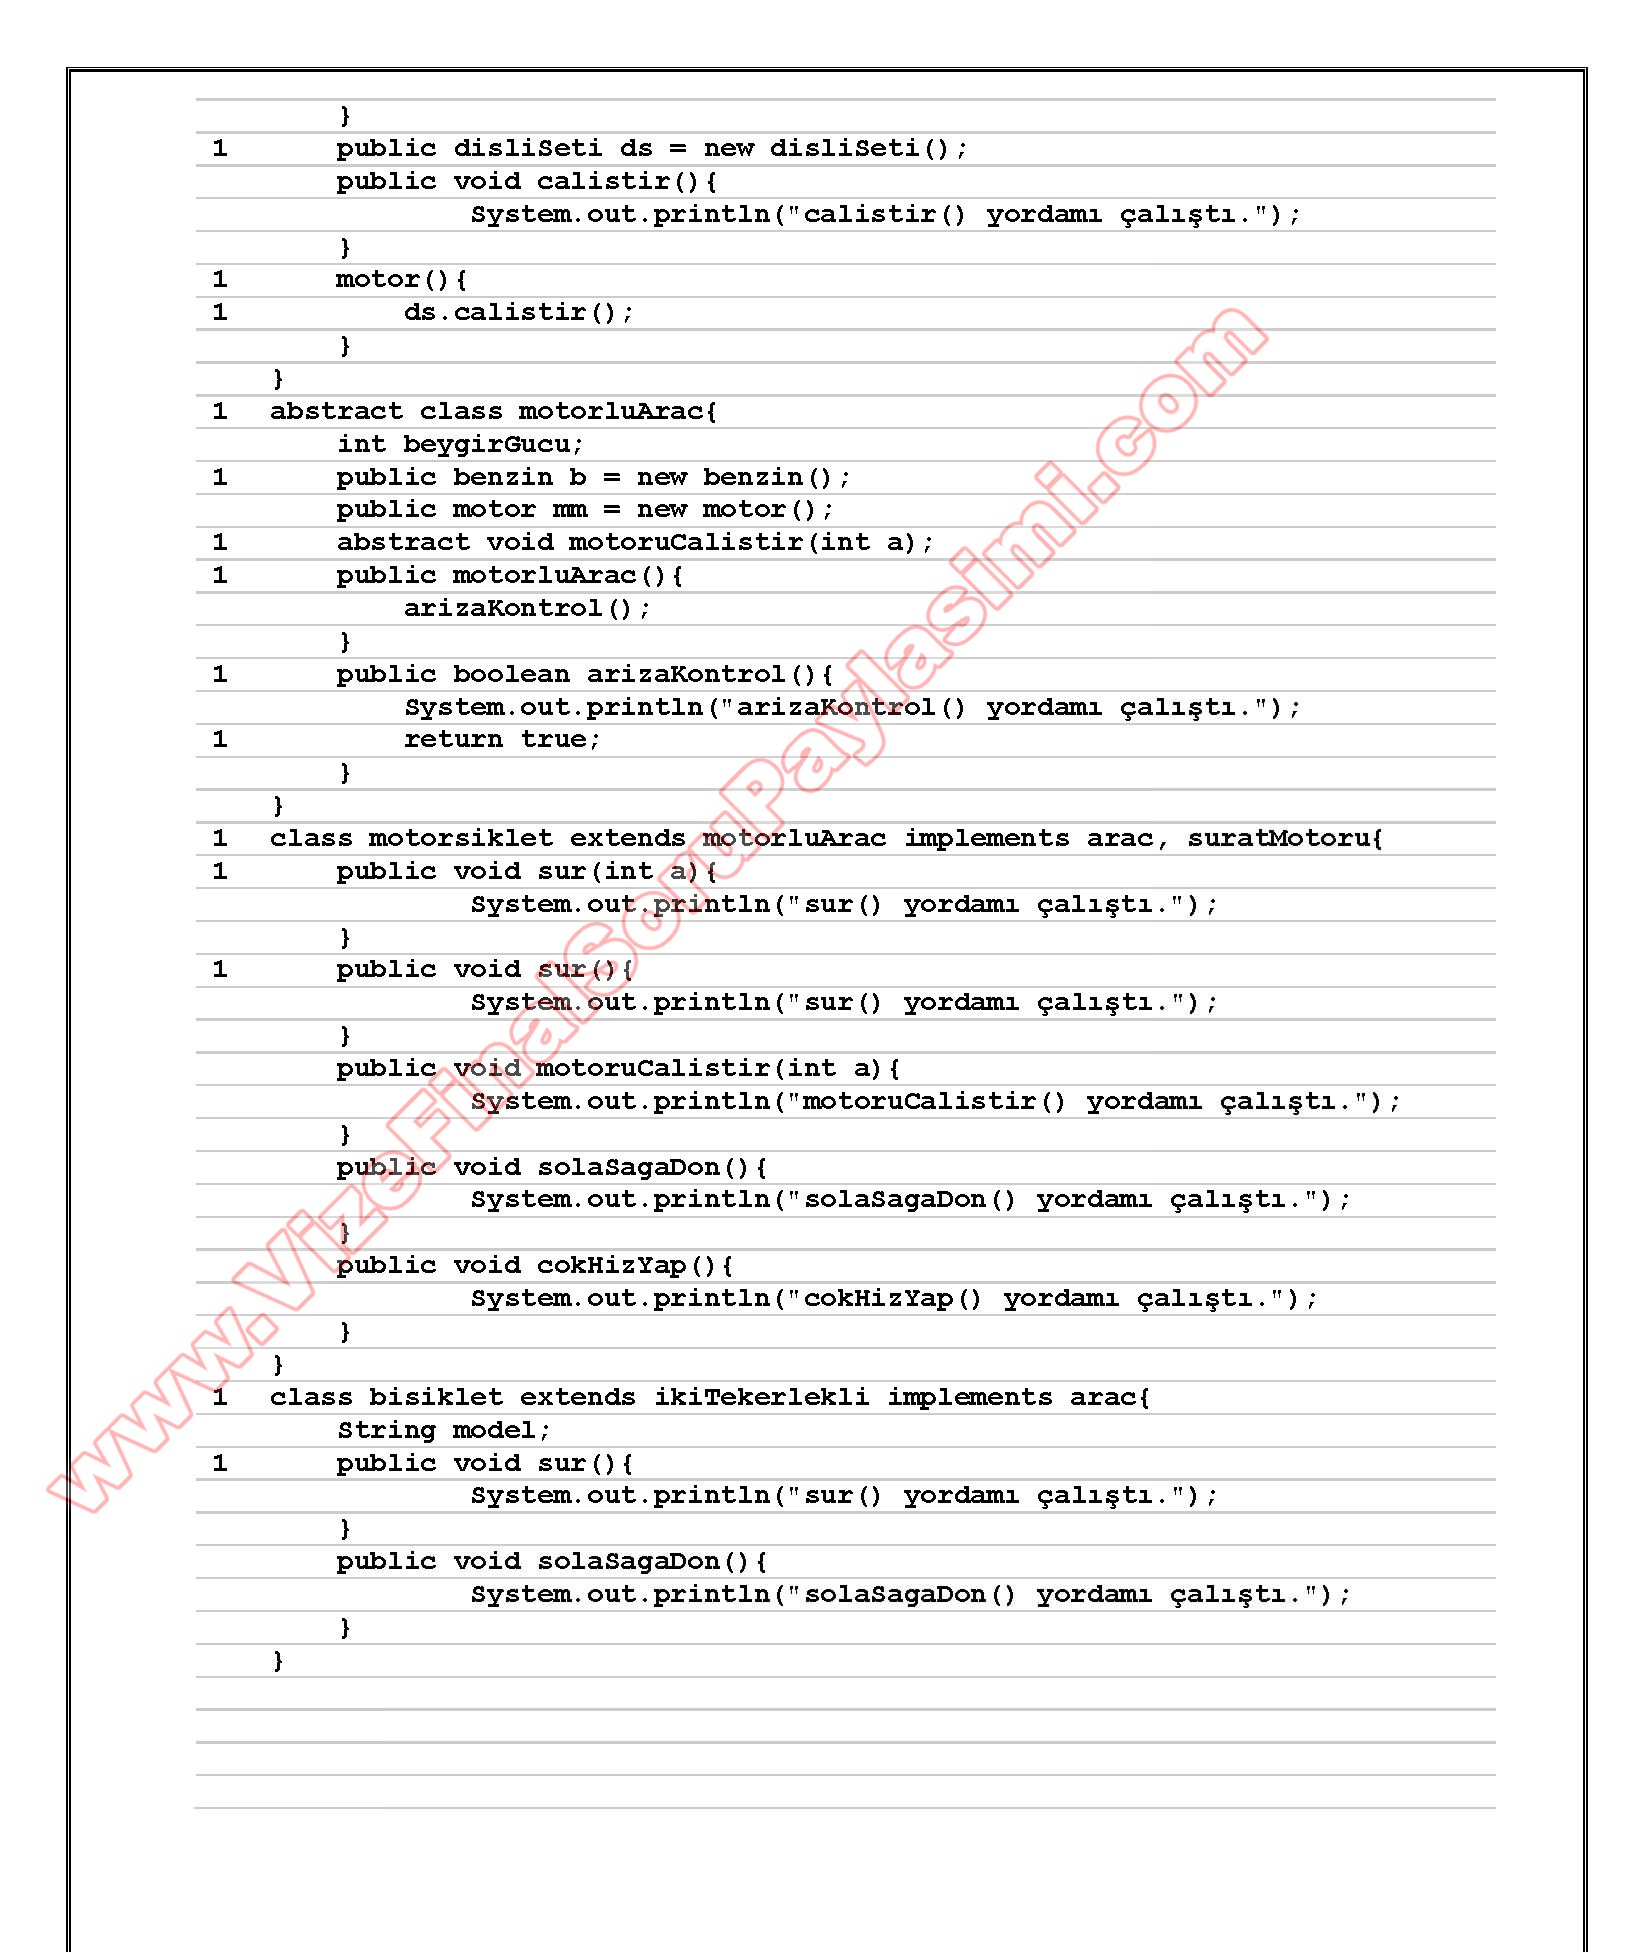 }
1 public disliSeti ds = new disliSeti();
public void calistir(){
System.out.println("calistir() yordamı çalıştı.");
}
1 motor(){
1 ds.calistir();
}
}
1 abstract class motorluArac{
int beygirGucu;
1 public benzin b = new benzin();
public motor mm = new motor();
1 abstract void motoruCalistir(int a);
1 public motorluArac(){
arizaKontrol();
}
1 public boolean arizaKontrol(){
System.out.println("arizaKontrol() yordamı çalıştı.");
1 return true;
}
}
1 class motorsiklet extends motorluArac implements arac, suratMotoru{
1 public void sur(int a){
System.out.println("sur() yordamı çalıştı.");
}
1 public void sur(){
System.out.println("sur() yordamı çalıştı.");
}
public void motoruCalistir(int a){
System.out.println("motoruCalistir() yordamı çalıştı.");
}
public void solaSagaDon(){
System.out.println("solaSagaDon() yordamı çalıştı.");
}
public void cokHizYap(){
System.out.println("cokHizYap() yordamı çalıştı.");
}
}
1 class bisiklet extends ikiTekerlekli implements arac{
String model;
1 public void sur(){
System.out.println("sur() yordamı çalıştı.");
}
public void solaSagaDon(){
System.out.println("solaSagaDon() yordamı çalıştı.");
}
}
www.VizeFinalSoruPaylasimi.com